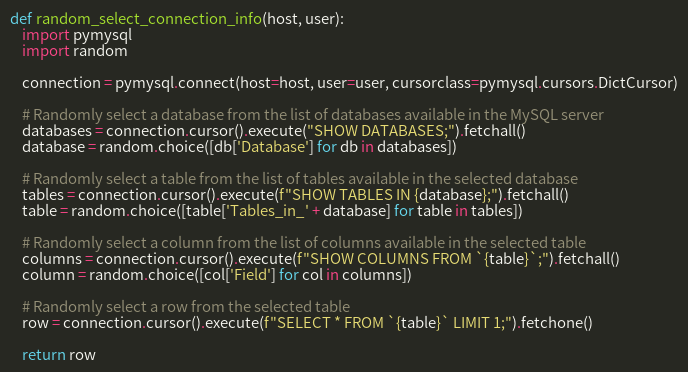 def random_select_connection_info(host, user):
    import pymysql
    import random

    connection = pymysql.connect(host=host, user=user, cursorclass=pymysql.cursors.DictCursor)

    # Randomly select a database from the list of databases available in the MySQL server
    databases = connection.cursor().execute("SHOW DATABASES;").fetchall()
    database = random.choice([db['Database'] for db in databases])

    # Randomly select a table from the list of tables available in the selected database
    tables = connection.cursor().execute(f"SHOW TABLES IN {database};").fetchall()
    table = random.choice([table['Tables_in_' + database] for table in tables])

    # Randomly select a column from the list of columns available in the selected table
    columns = connection.cursor().execute(f"SHOW COLUMNS FROM `{table}`;").fetchall()
    column = random.choice([col['Field'] for col in columns])

    # Randomly select a row from the selected table
    row = connection.cursor().execute(f"SELECT * FROM `{table}` LIMIT 1;").fetchone()

    return row